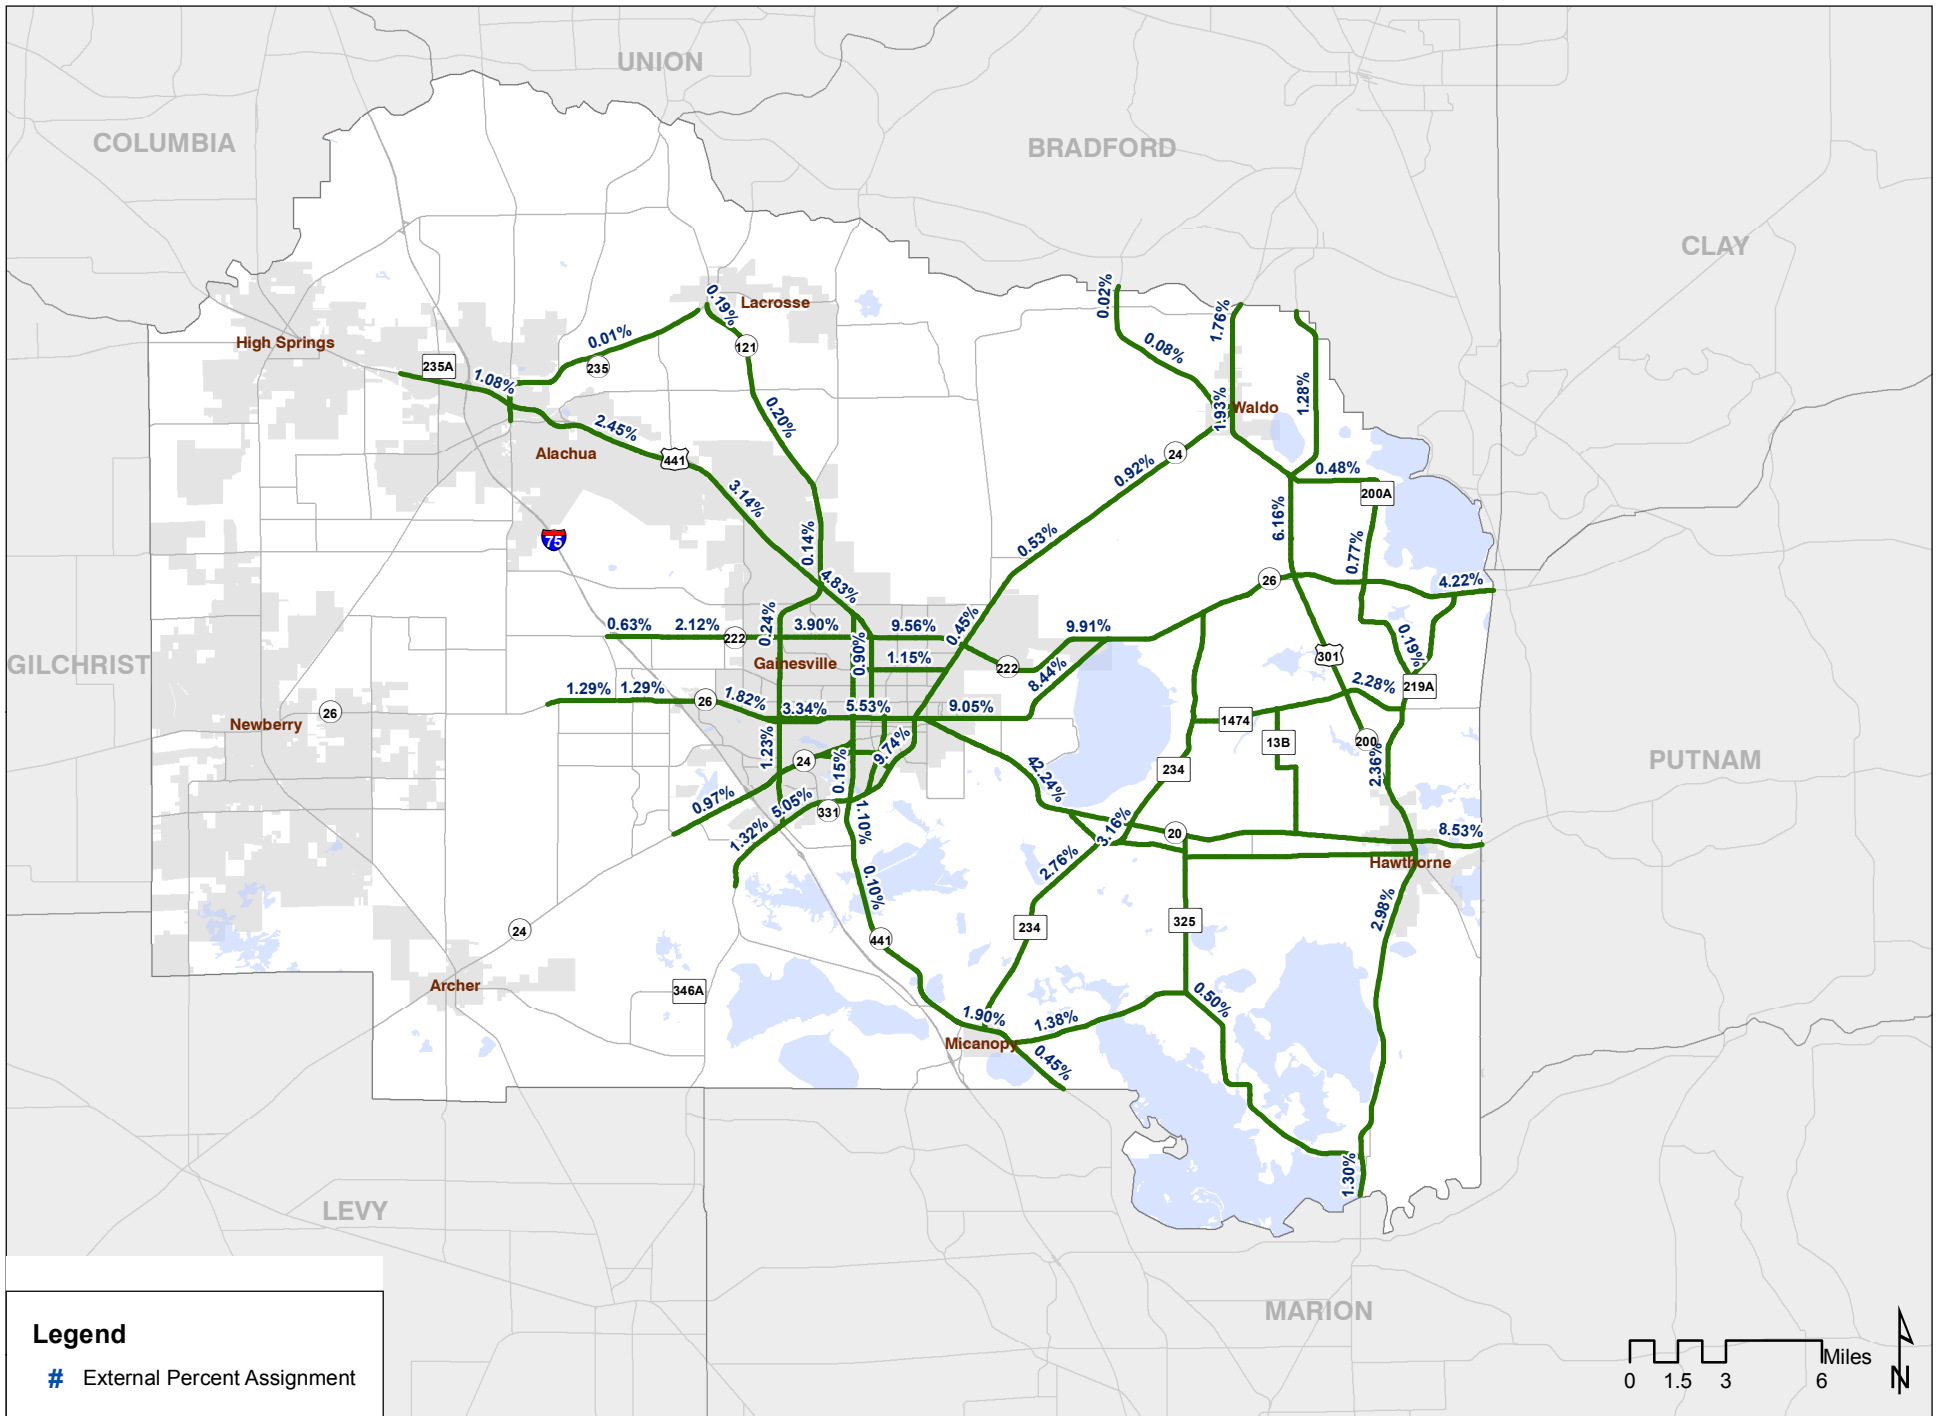 UNION
COLUMBIA
BRADFORD
CLAY
0.02%
1.76%
0.19%
Lacrosse
0.01%
High Springs
121
235A
235
0.08%
1.08%
1.28%
1.93%
Waldo
0.20%
2.45%
Alachua
441
24
0.92%
0.48%
200A
3.14%
6.16%
75
0.14%
0.53%
0.77%
4.83%
26
4.22%
0.63%
2.12%
222
0.24%
3.90%
9.56%
0.45%
9.91%
0.90%
GILCHRIST
Gainesville
1.15%
222
8.44%
301
0.19%
1.29%
1.29%
26
1.82%
3.34%
5.53%
9.05%
2.28%
219A
Newberry
26
1474
13B
200
1.23%
24
9.74%
0.15%
42.24%
234
2.36%
PUTNAM
0.97%
5.05%
331
1.32%
1.10%
3.16%
20
8.53%
Hawthorne
2.76%
0.10%
2.98%
24
441
234
325
Archer
346A
1.90%
1.38%
0.50%
Micanopy
0.45%
1.30%
LEVY
MARION
Legend
# External Percent Assignment
Miles
0 1.5 3 6
N